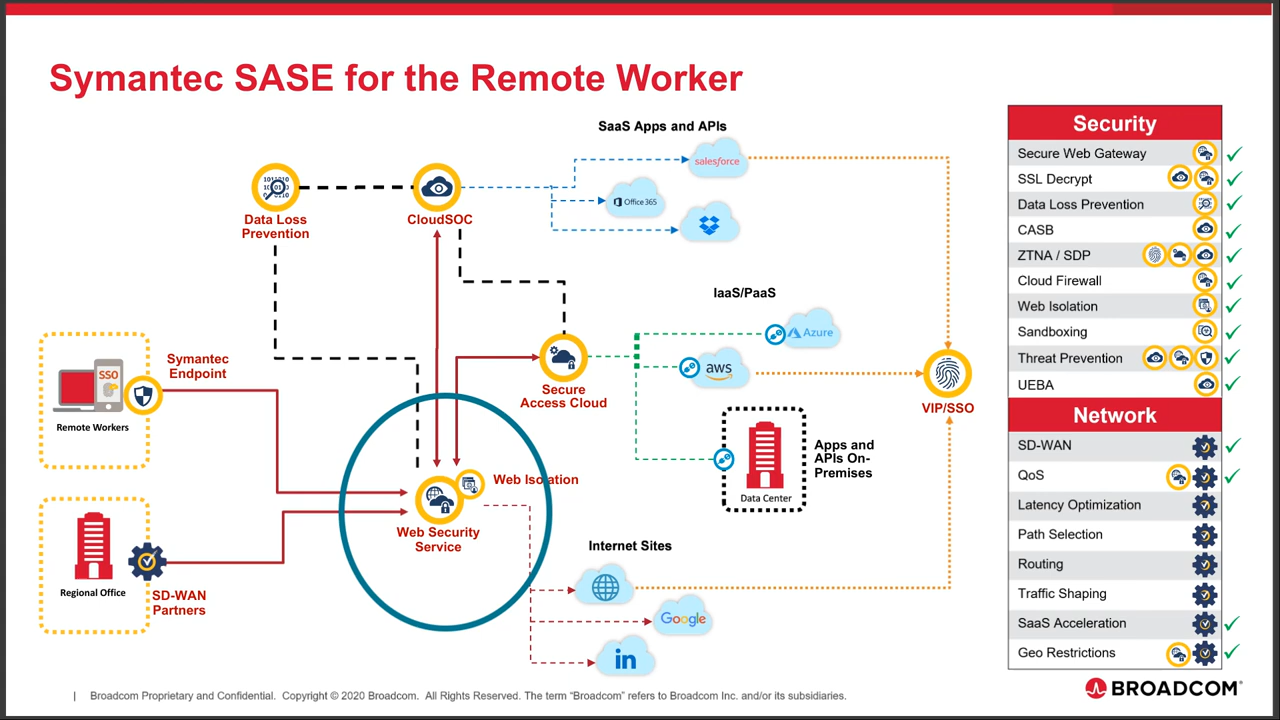 Symantec SASE for the Remote Worker
SaaS Apps and APIs
salesforce
Office 365
Data Loss
Prevention
CloudSOC
IaaS/PaaS
Azure
aws
Symantec
Endpoint
SSO
Remote Workers
Secure
Access Cloud
VIP/SSO
Apps and
APIs On-
Premises
Data Center
Web Isolation
Web Security
Service
Regional Office
SD-WAN
Partners
Internet Sites
Google
in
Security
Secure Web Gateway
SSL Decrypt
Data Loss Prevention
CASB
ZTNA / SDP
Cloud Firewall
Web Isolation
Sandboxing
Threat Prevention
UEBA
Network
SD-WAN
QoS
Latency Optimization
Path Selection
Routing
Traffic Shaping
SaaS Acceleration
Geo Restrictions
| Broadcom Proprietary and Confidential. Copyright © 2020 Broadcom. All Rights Reserved. The term “Broadcom” refers to Broadcom Inc. and/or its subsidiaries.
BROADCOM